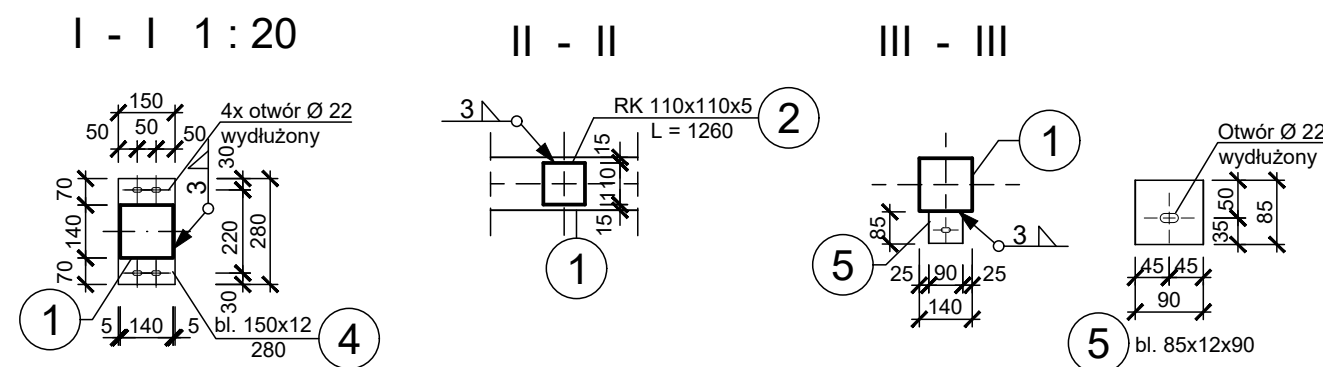 I - I 1 : 20
150
50 50 50
4x otwór Ø 22
wydłużony
30
70
140
70
3
220
280
30
1
5 140 5
bl. 150x12
280
4
II - II
3
RK 110x110x5
L = 1260
2
15
110
15
1
III - III
1
85
5
3
25 90 25
140
Otwór Ø 22
wydłużony
50
35
85
45 45
90
5
bl. 85x12x90